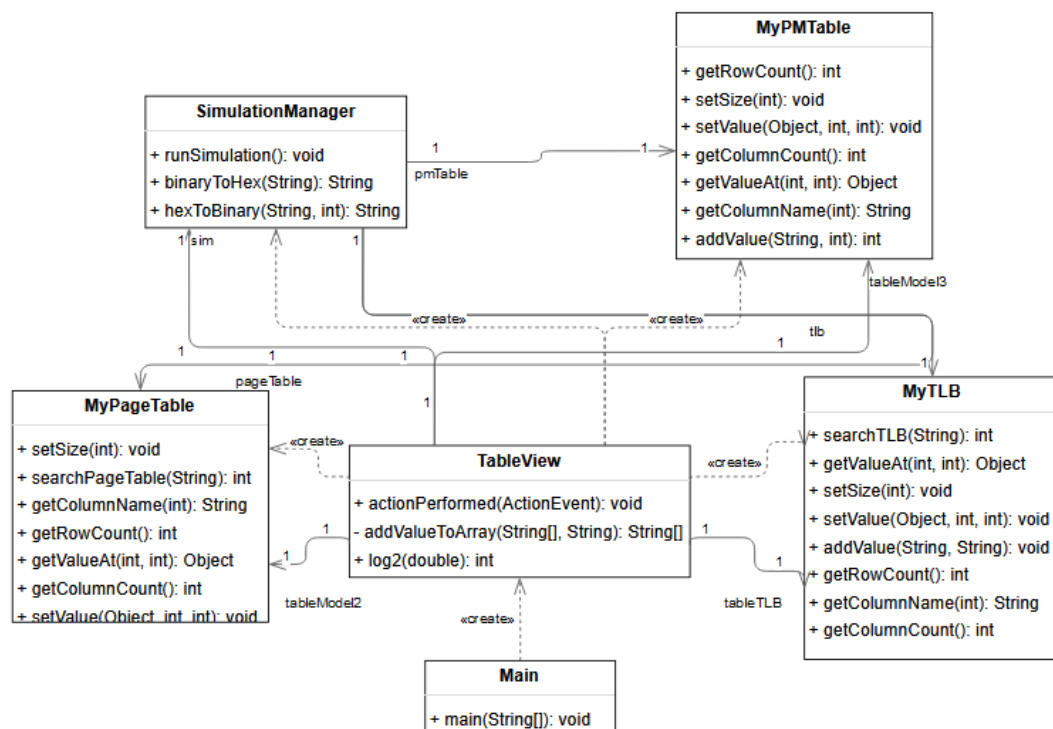 MyPMTable
+ getRowCount(): int
+ setSize(int): void
+ setValue(Object, int, int): void
+ getColumnCount(): int
+ getValueAt(int, int): Object
+ getColumnName(int): String
+ addValue(String, int): int
SimulationManager
+ runSimulation(): void
+ binaryToHex(String): String
+ hexToBinary(String, int): String
1
1
pmTable
1
sim
1
tableModel3
«create»
«create»
tlb
1
1
1
1
1
pageTable
1
MyPageTable
+ setSize(int): void
+ searchPageTable(String): int
+ getColumnName(int): String
+ getRowCount(): int
+ getValueAt(int, int): Object
+ getColumnCount(): int
+ setValue(Object, int, int): void
«create»
TableView
+ actionPerformed(ActionEvent): void
- addValueToArray(String[], String): String[]
+ log2(double): int
«create»
MyTLB
+ searchTLB(String): int
+ getValueAt(int, int): Object
+ setSize(int): void
+ setValue(Object, int, int): void
+ addValue(String, String): void
+ getRowCount(): int
+ getColumnName(int): String
+ getColumnCount(): int
1
1
tableModel2
1
1
tableTLB
«create»
Main
+ main(String[]): void